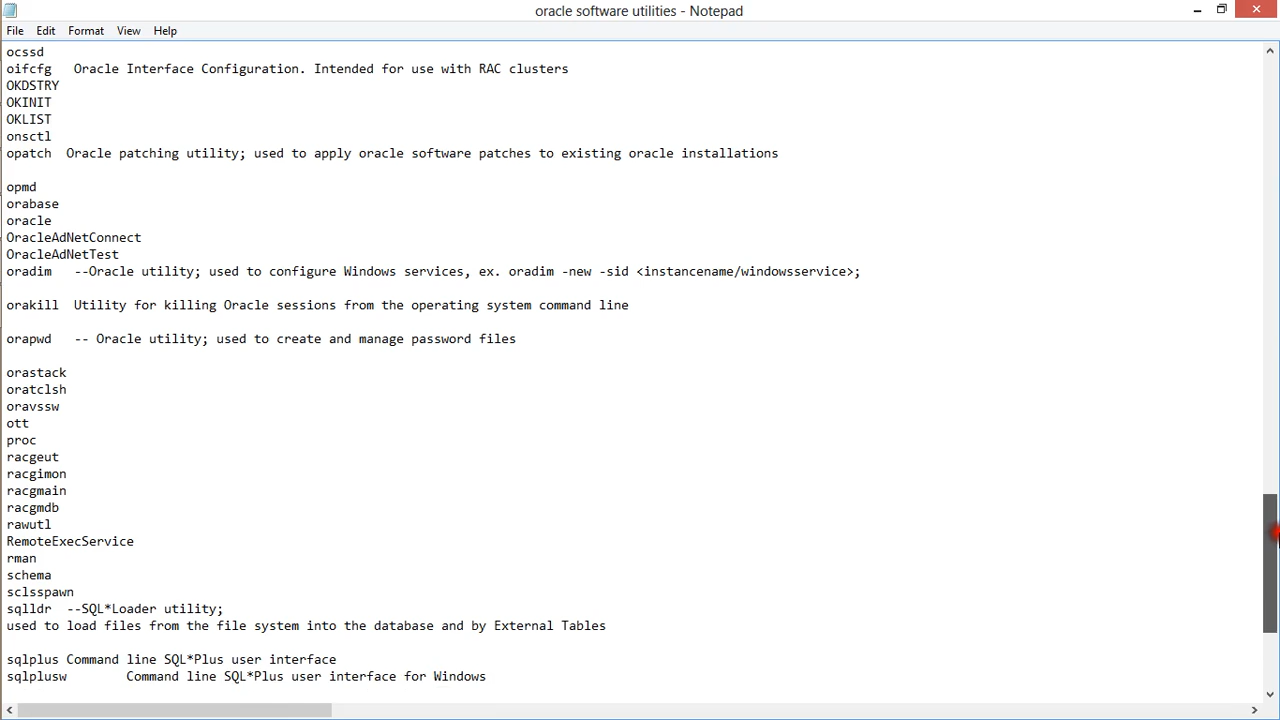 oracle software utilities - Notepad
File Edit Format View Help
ocssd
oifcfg Oracle Interface Configuration. Intended for use with RAC clusters
OKDSTRY
OKINIT
OKLIST
onsctl
opatch Oracle patching utility; used to apply oracle software patches to existing oracle installations
opmd
orabase
oracle
OracleAdNetConnect
OracleAdNetTest
oradim --Oracle utility; used to configure Windows services, ex. oradim -new -sid <instancename/windowsservice>;
orakill Utility for killing Oracle sessions from the operating system command line
orapwd -- Oracle utility; used to create and manage password files
orastack
oratclsh
oravssw
ott
proc
racgeut
racgimon
racgmain
racgmdb
rawutl
RemoteExecService
rman
schema
sclsspawn
sqlldr --SQL*Loader utility;
used to load files from the file system into the database and by External Tables
sqlplus Command line SQL*Plus user interface
sqlplusw Command line SQL*Plus user interface for Windows